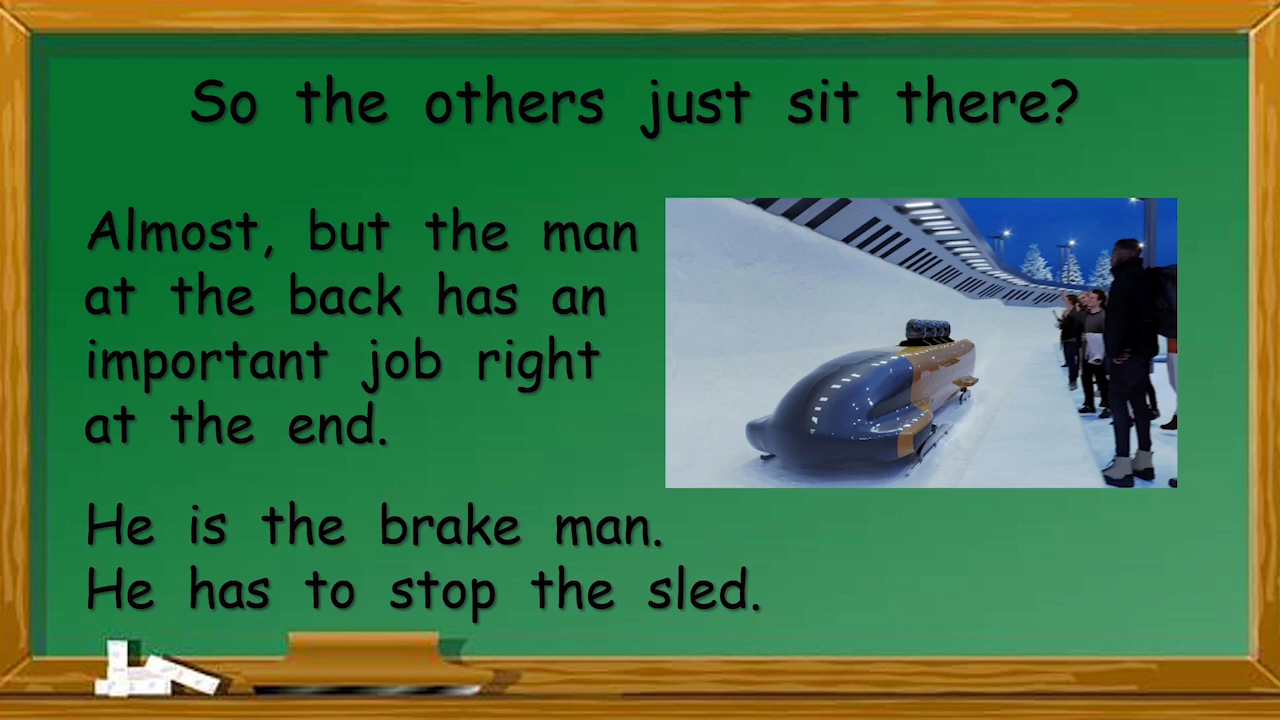 So the others just sit there?
Almost, but the man
at the back has an
important job right
at the end.
He is the brake man.
He has to stop the sled.